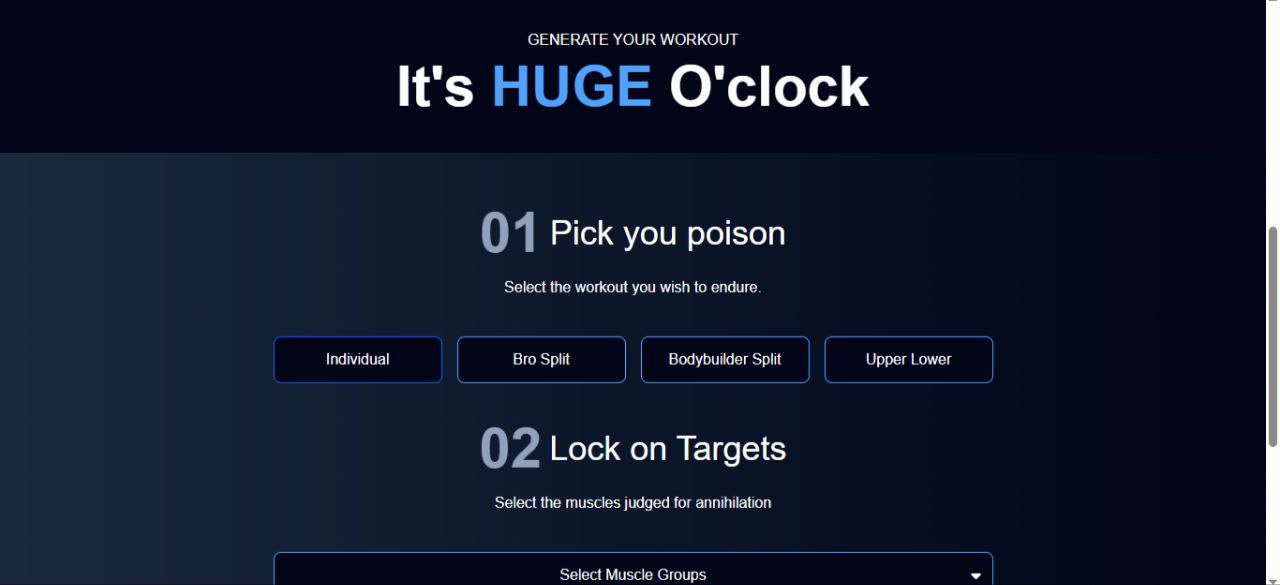 GENERATE YOUR WORKOUT
It's HUGE O'clock
01 Pick you poison
Select the workout you wish to endure.
Individual
Bro Split
Bodybuilder Split
Upper Lower
02 Lock on Targets
Select the muscles judged for annihilation
Select Muscle Groups